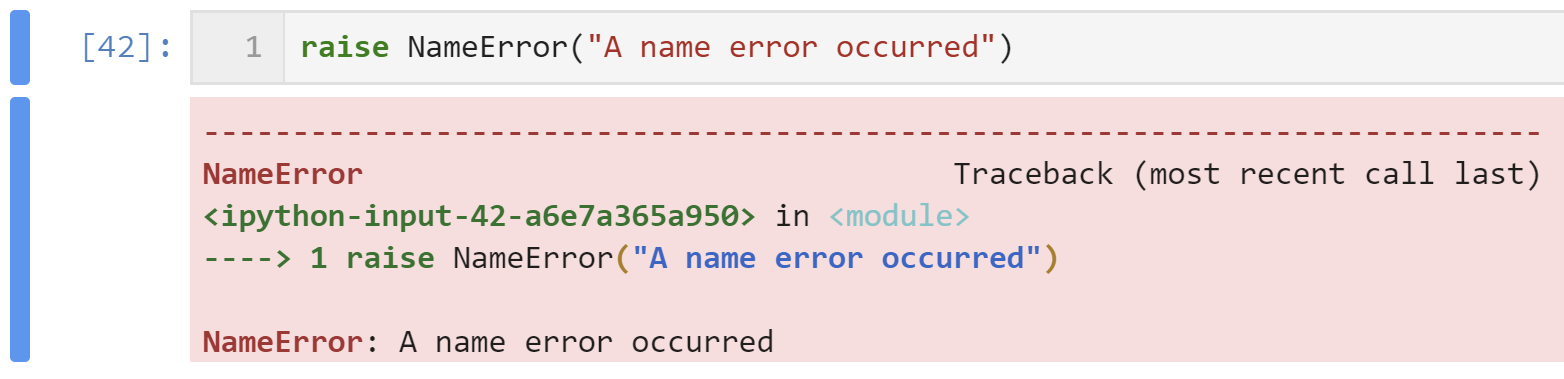 [42]: 1 raise NameError("A name error occurred")
---------------------------------------------------------------------------
NameError Traceback (most recent call last)
<ipython-input-42-a6e7a365a950> in <module>
----> 1 raise NameError("A name error occurred")
NameError: A name error occurred